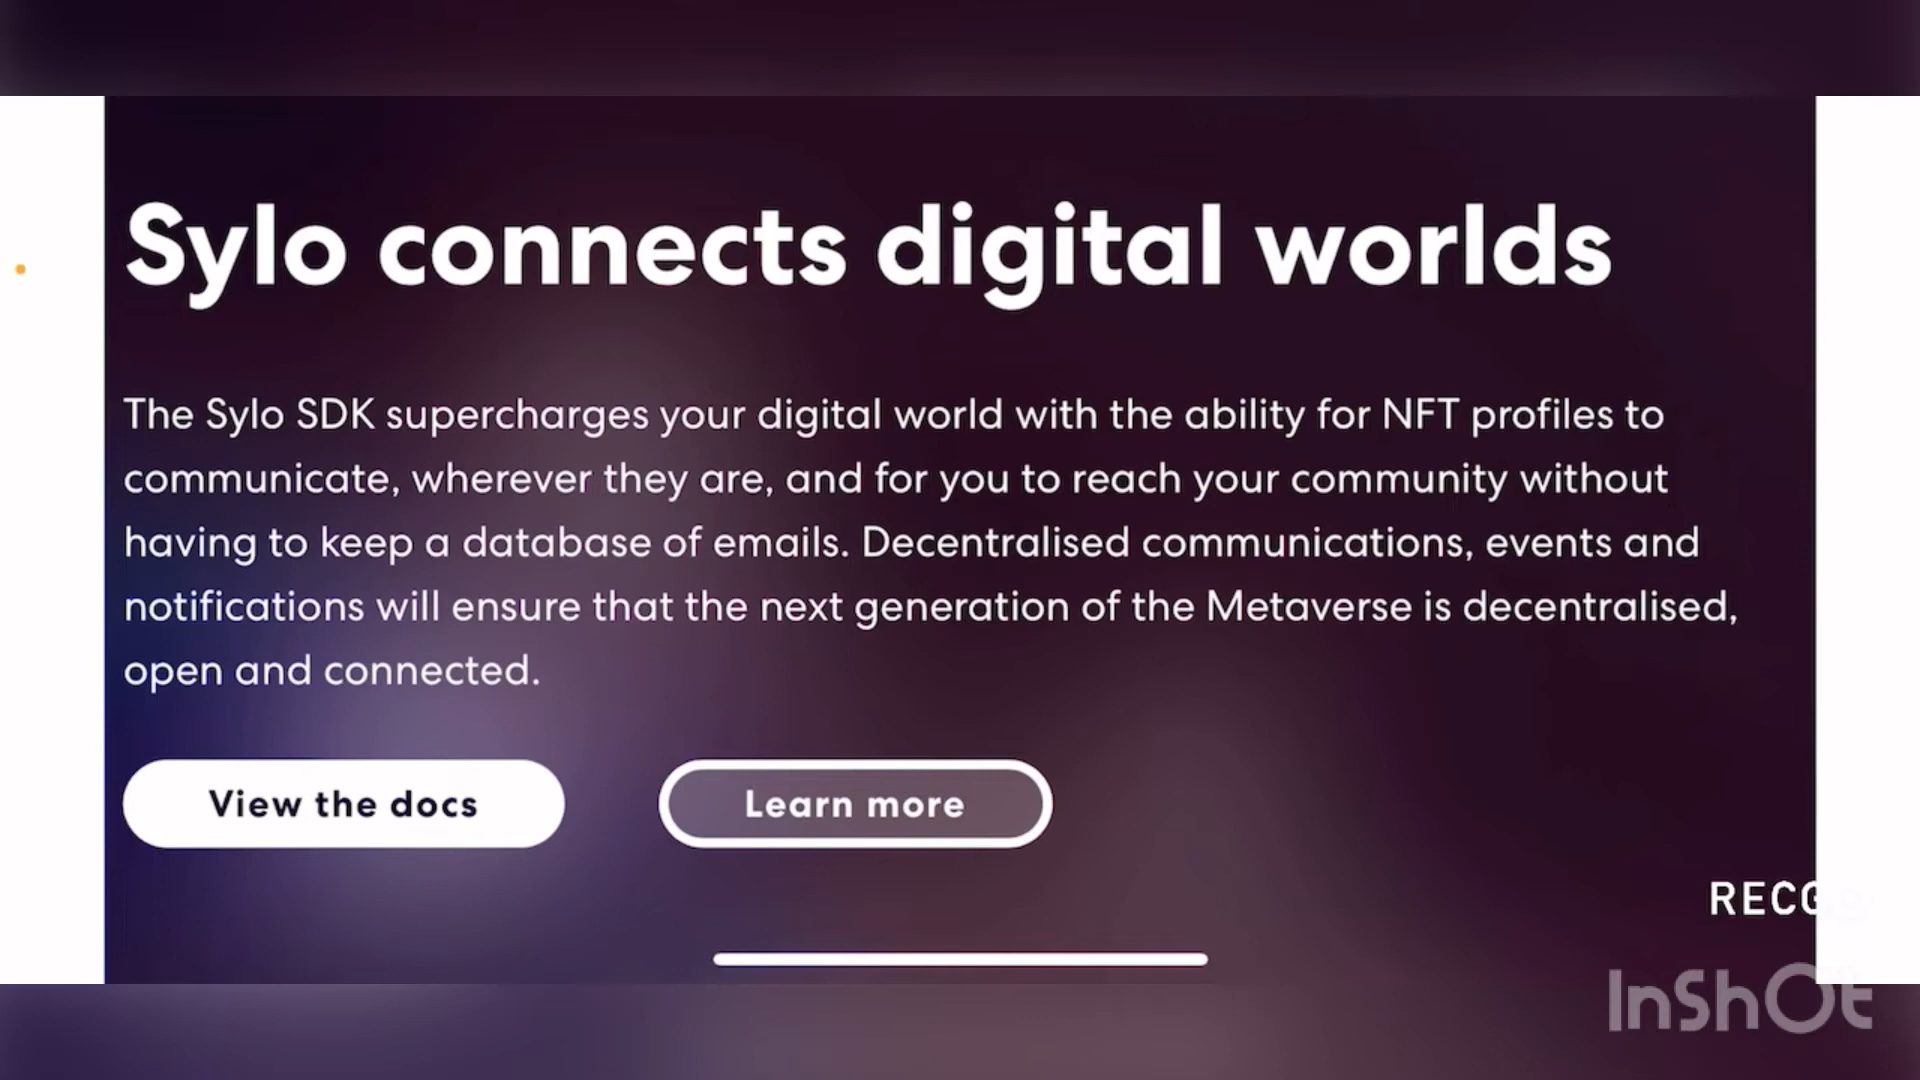 Sylo connects digital worlds
The Sylo SDK supercharges your digital world with the ability for NFT profiles to
communicate, wherever they are, and for you to reach your community without
having to keep a database of emails. Decentralised communications, events and
notifications will ensure that the next generation of the Metaverse is decentralised,
open and connected.
View the docs
Learn more
InShOt